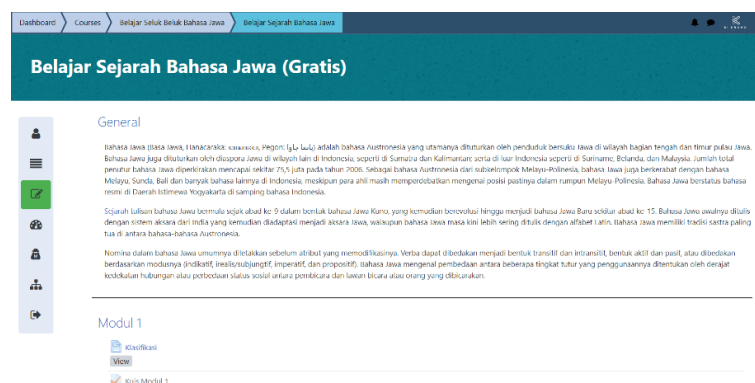 Dashboard
Courses
Belajar Seluk Beluk Bahasa Jawa
Belajar Sejarah Bahasa Jawa
Belajar Sejarah Bahasa Jawa (Gratis)
General
Bahasa Jawa (Basa Jawa, Hanacaraka: Pegon: باسا جاوا) adalah bahasa Austronesia yang utamanya dituturkan oleh penduduk bersuku Jawa di wilayah bagian tengah dan timur pulau Jawa.
Bahasa Jawa juga dituturkan oleh diaspora Jawa di wilayah lain di Indonesia, seperti di Sumatra dan Kalimantan; serta di luar Indonesia seperti di Suriname, Belanda, dan Malaysia. Jumlah total
penutur bahasa Jawa diperkirakan mencapai sekitar 75,5 juta pada tahun 2006. Sebagai bahasa Austronesia dari subkelompok Melayu-Polinesia, bahasa Jawa juga berkerabat dengan bahasa
Melayu, Sunda, Bali dan banyak bahasa lainnya di Indonesia, meskipun para ahli masih memperdebatkan mengenai posisi pastinya dalam rumpun Melayu-Polinesia. Bahasa Jawa berstatus bahasa
resmi di Daerah Istimewa Yogyakarta di samping bahasa Indonesia.
Sejarah tulisan bahasa Jawa bermula sejak abad ke-9 dalam bentuk bahasa Jawa Kuno, yang kemudian berevolusi hingga menjadi bahasa Jawa Baru sekitar abad ke-15. Bahasa Jawa awalnya ditulis
dengan sistem aksara dari India yang kemudian diadaptasi menjadi aksara Jawa, walaupun bahasa Jawa masa kini lebih sering ditulis dengan alfabet Latin. Bahasa Jawa memiliki tradisi sastra paling
tua di antara bahasa-bahasa Austronesia.
Nomina dalam bahasa Jawa umumnya diletakkan sebelum atribut yang memodifikasinya. Verba dapat dibedakan menjadi bentuk transitif dan intransitif, bentuk aktif dan pasif, atau dibedakan
berdasarkan modusnya (indikatif, irealis/subjungtif, imperatif, dan propositif). Bahasa Jawa mengenal pembedaan antara beberapa tingkat tutur yang penggunaannya ditentukan oleh derajat
kedekatan hubungan atau perbedaan status sosial antara pembicara dan lawan bicara atau orang yang dibicarakan.
Modul 1
Klasifikasi
View
Kuis Modul 1